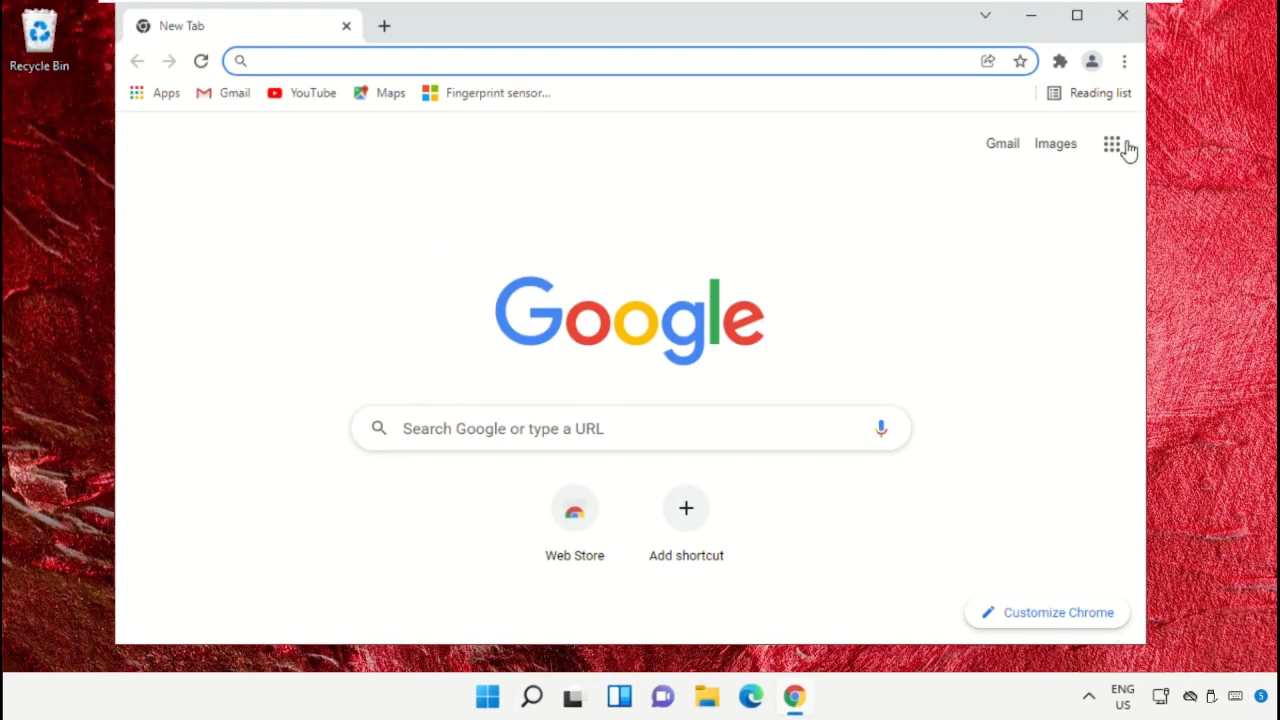 New Tab
Recycle Bin
Apps Gmail YouTube Maps Fingerprint sensor... Reading list
Gmail Images
Google
Search Google or type a URL
Web Store Add shortcut
Customize Chrome
ENG
US
5